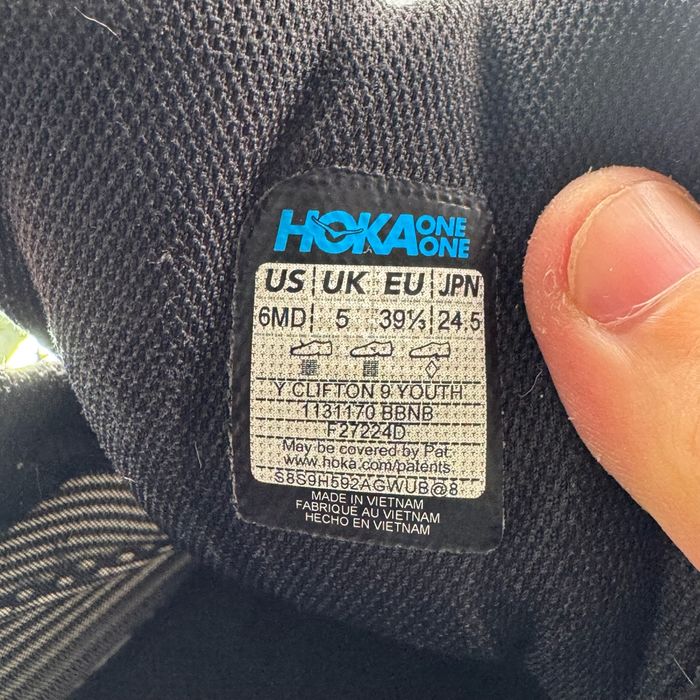 HOKA ONE ONE
US UK EU JPN
6MD 5 39⅓ 24.5
Y CLIFTON 9 YOUTH
1131170 BBNB
F27224D
May be covered by Pat.
www.hoka.com/patents.
S8S9H592AGWUB@8
MADE IN VIETNAM
FABRIQUÉ AU VIETNAM
HECHO EN VIETNAM